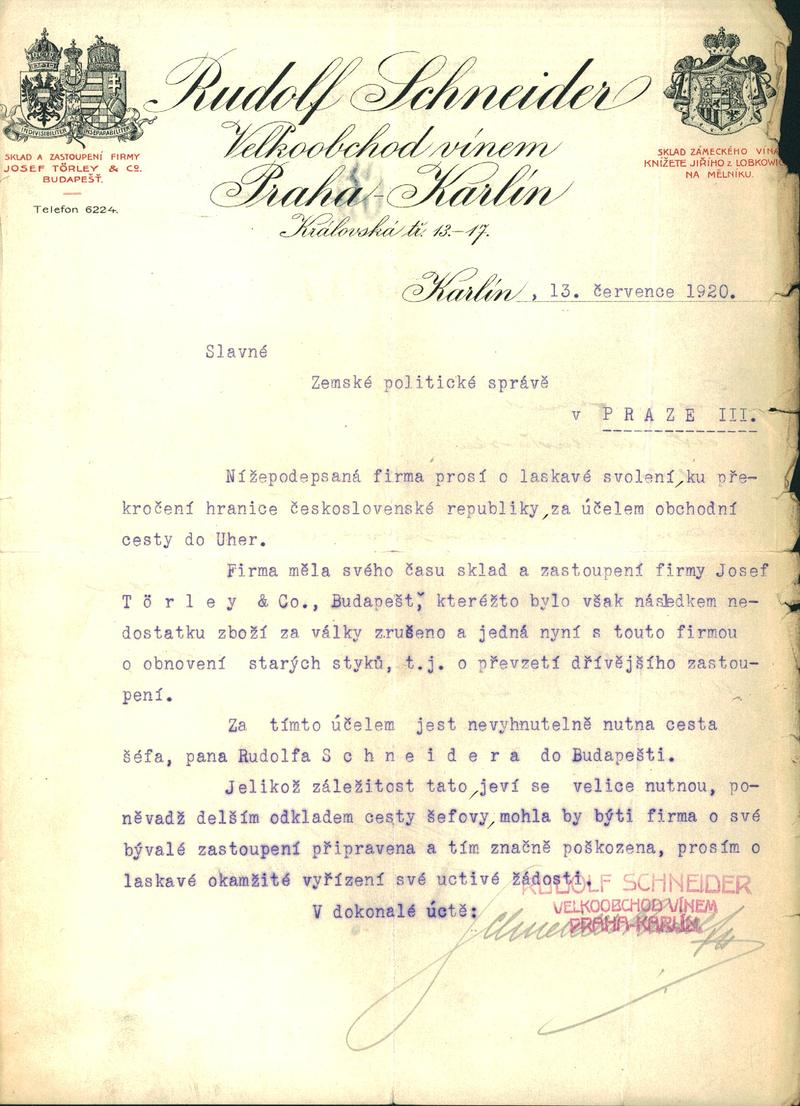 Rudolf Schneider
Velkoobchod vínem
Praha-Karlín
Královská tř. 13.-17.
INDIVISIBILITER INSEPARABILITER
SKLAD A ZASTOUPENÍ FIRMY
JOSEF TÖRLEY & Co.
BUDAPEŠŤ.
Telefon 6224.
SKLAD ZÁMECKÉHO VÍNA
KNÍŽETE JIŘÍHO z LOBKOWIC
NA MĚLNÍKU.
Karlín, 13. července 1920.
Slavné
Zemské politické správě
v PRAZE III.
Nížepodepsaná firma prosí o laskavé svolení, ku pře-
kročení hranice československé republiky, za účelem obchodní
cesty do Uher.
Firma měla svého času sklad a zastoupení firmy Josef
T ö r l e y & Co., Budapešť, kteréžto bylo však následkem ne-
dostatku zboží za války zrušeno a jedná nyní s touto firmou
o obnovení starých styků, t.j. o převzetí dřívějšího zastou-
pení.
Za tímto účelem jest nevyhnutelně nutna cesta
šéfa, pana Rudolfa S c h n e i d e r a do Budapešti.
Jelikož záležitost tato, jeví se velice nutnou, po-
něvadž delším odkladem cesty šefovy, mohla by býti firma o své
bývalé zastoupení připravena a tím značně poškozena, prosím o
laskavé okamžité vyřízení své uctivé žádosti.
V dokonalé úctě:
RUDOLF SCHNEIDER
VELKOOBCHOD VÍNEM
PRAHA-KARLÍN